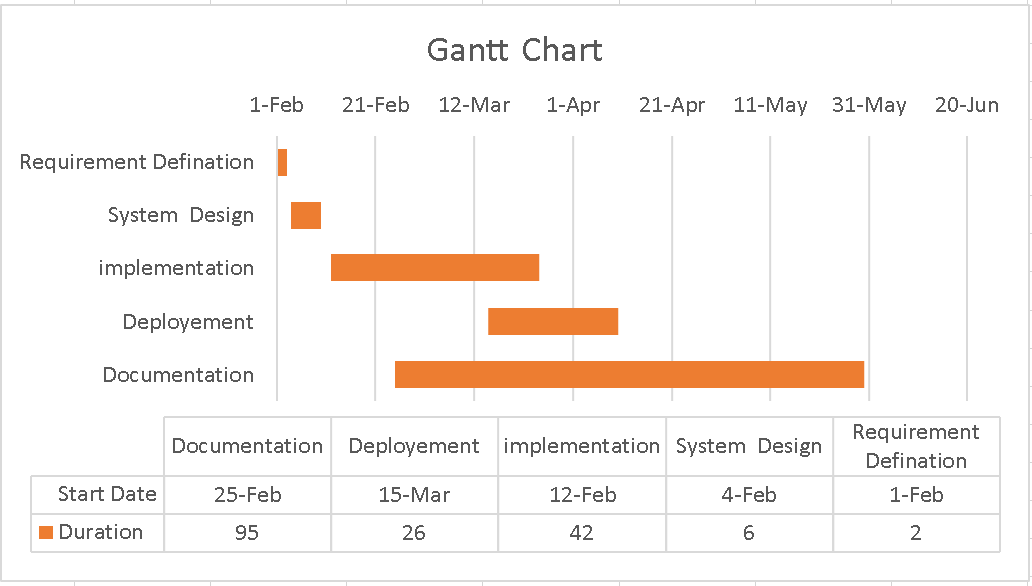 Gantt Chart
1-Feb 21-Feb 12-Mar 1-Apr 21-Apr 11-May 31-May 20-Jun
Requirement Defination
System Design
implementation
Deployement
Documentation
Documentation Deployement implementation System Design Requirement Defination
Start Date 25-Feb 15-Mar 12-Feb 4-Feb 1-Feb
Duration 95 26 42 6 2